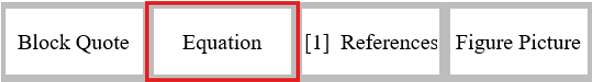 Block Quote
Equation
[1] References
Figure Picture